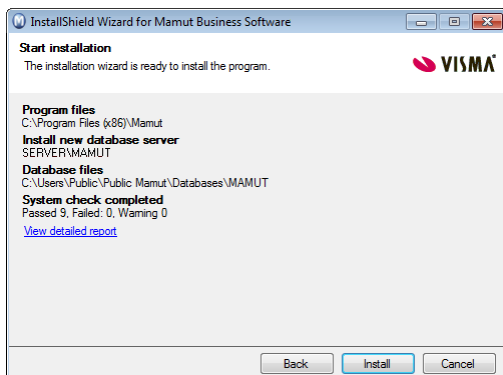 InstallShield Wizard for Mamut Business Software
Start installation
The installation wizard is ready to install the program.
VISMA
Program files
C:\Program Files (x86)\Mamut
Install new database server
SERVER\MAMUT
Database files
C:\Users\Public\Public Mamut\Databases\MAMUT
System check completed
Passed 9, Failed: 0, Warning 0
View detailed report
Back Install Cancel